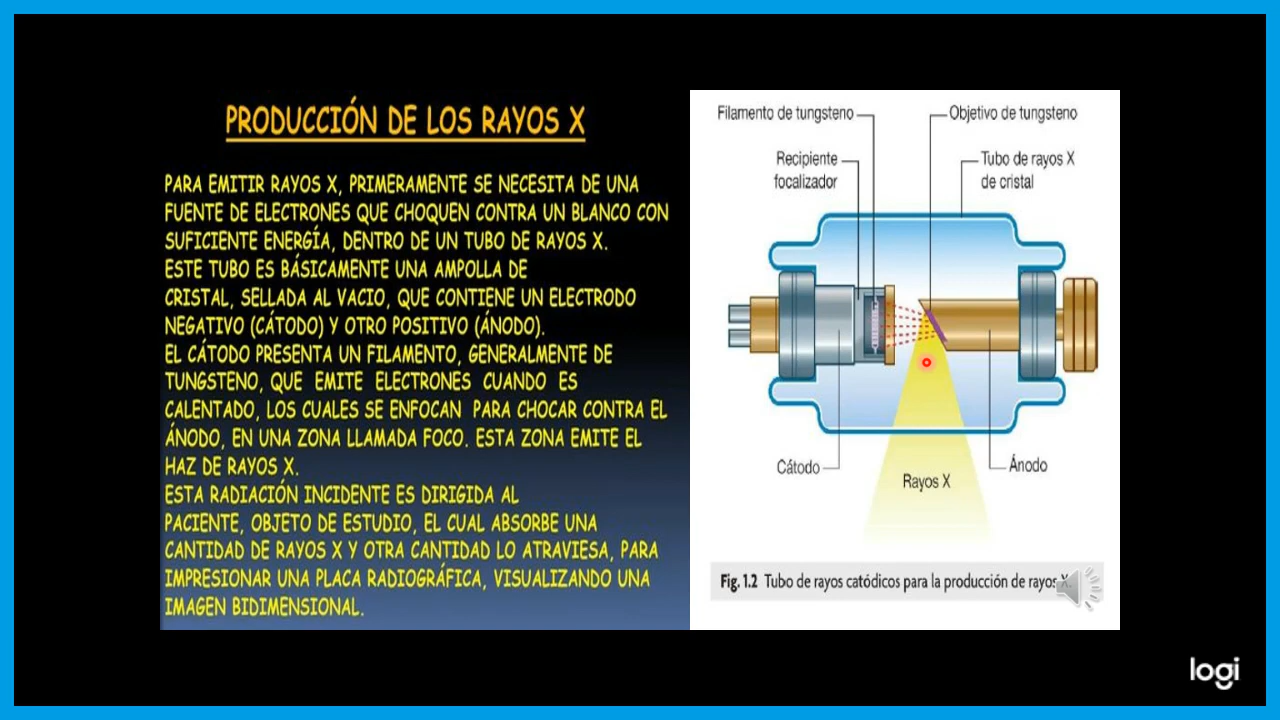 PRODUCCIÓN DE LOS RAYOS X
PARA EMITIR RAYOS X, PRIMERAMENTE SE NECESITA DE UNA
FUENTE DE ELECTRONES QUE CHOQUEN CONTRA UN BLANCO CON
SUFICIENTE ENERGÍA, DENTRO DE UN TUBO DE RAYOS X.
ESTE TUBO ES BÁSICAMENTE UNA AMPOLLA DE
CRISTAL, SELLADA AL VACIO, QUE CONTIENE UN ELECTRODO
NEGATIVO (CÁTODO) Y OTRO POSITIVO (ÁNODO).
EL CÁTODO PRESENTA UN FILAMENTO, GENERALMENTE DE
TUNGSTENO, QUE EMITE ELECTRONES CUANDO ES
CALENTADO, LOS CUALES SE ENFOCAN PARA CHOCAR CONTRA EL
ÁNODO, EN UNA ZONA LLAMADA FOCO. ESTA ZONA EMITE EL
HAZ DE RAYOS X.
ESTA RADIACIÓN INCIDENTE ES DIRIGIDA AL
PACIENTE, OBJETO DE ESTUDIO, EL CUAL ABSORBE UNA
CANTIDAD DE RAYOS X Y OTRA CANTIDAD LO ATRAVIESA, PARA
IMPRESIONAR UNA PLACA RADIOGRÁFICA, VISUALIZANDO UNA
IMAGEN BIDIMENSIONAL.
Filamento de tungsteno
Objetivo de tungsteno
Recipiente
focalizador
Tubo de rayos X
de cristal
Cátodo
Ánodo
Rayos X
Fig. 1.2 Tubo de rayos catódicos para la producción de rayos X.
logi